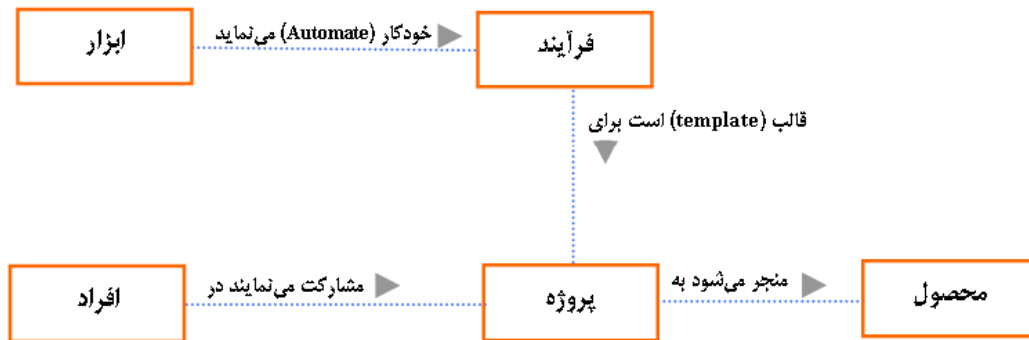 ابزار
خودکار (Automate) می‌نماید
فرآیند
قالب (template) است برای
افراد
مشارکت می‌نمایند در
پروژه
منجر می‌شود به
محصول